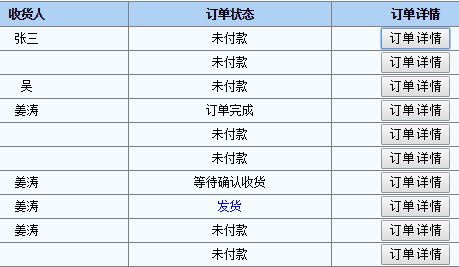 收货人 订单状态 订单详情
张三 未付款 订单详情
未付款 订单详情
吴 未付款 订单详情
姜涛 订单完成 订单详情
未付款 订单详情
未付款 订单详情
姜涛 等待确认收货 订单详情
姜涛 发货 订单详情
姜涛 未付款 订单详情
未付款 订单详情